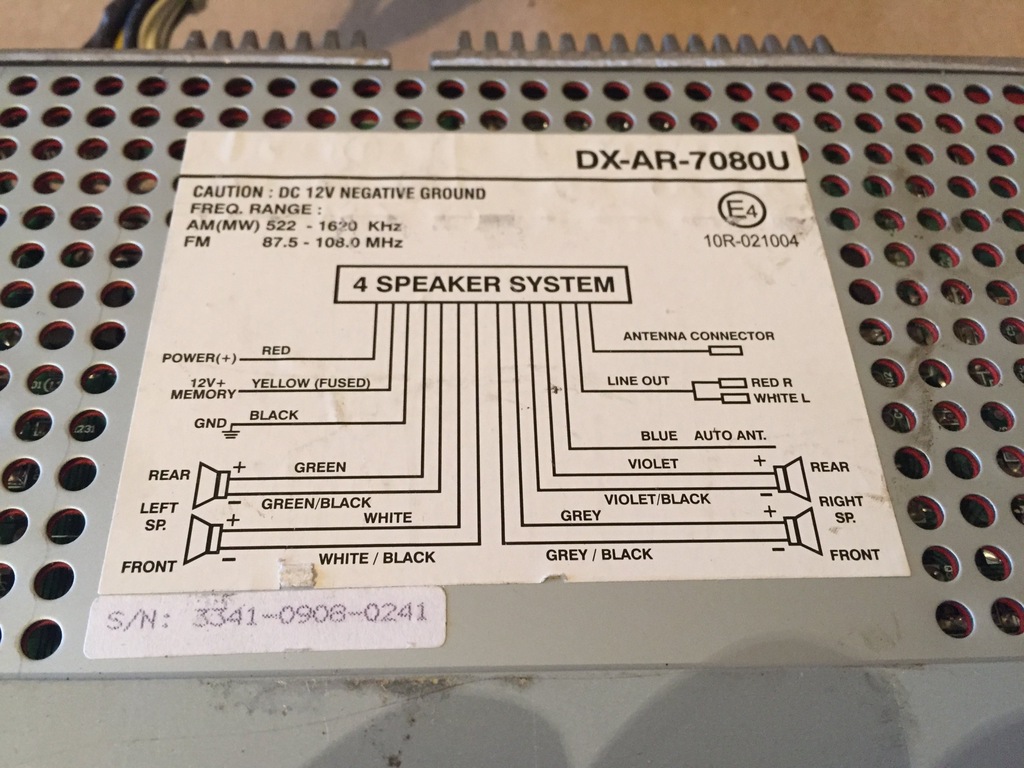 DX-AR-7080U
CAUTION : DC 12V NEGATIVE GROUND
FREQ. RANGE :
AM(MW) 522 - 1620 KHz
FM 87.5 - 108.0 MHz
E4
10R-021004
4 SPEAKER SYSTEM
POWER(+) RED
12V+
MEMORY
YELLOW (FUSED)
GND BLACK
REAR + GREEN
- GREEN/BLACK
LEFT
SP.
+ WHITE
FRONT - WHITE / BLACK
ANTENNA CONNECTOR
LINE OUT RED R
WHITE L
BLUE AUTO ANT.
VIOLET + REAR
VIOLET/BLACK -
RIGHT
SP.
GREY +
GREY / BLACK - FRONT
S/N: 3341-0908-0241